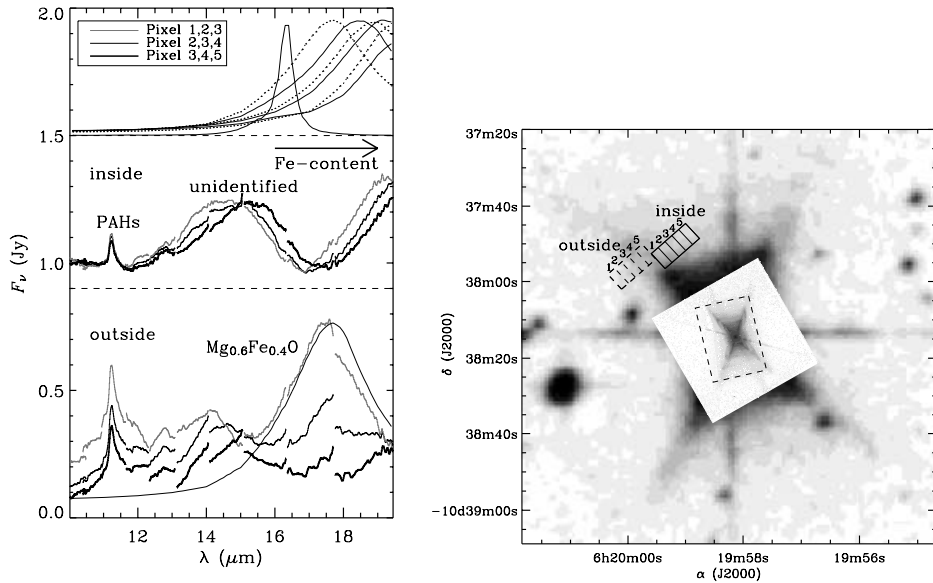 2.0
1.5
1.0
0.5
0.0
F𝜈 (Jy)
Pixel 1,2,3
Pixel 2,3,4
Pixel 3,4,5
Fe-content
inside
unidentified
PAHs
outside
Mg0.6Fe0.4O
12 14 16 18
λ (μm)
37m20s
37m40s
38m00s
38m20s
38m40s
-10d39m00s
δ (J2000)
inside
1 2 3 4 5
outside
1 2 3 4 5
6h20m00s 19m58s 19m56s
α (J2000)